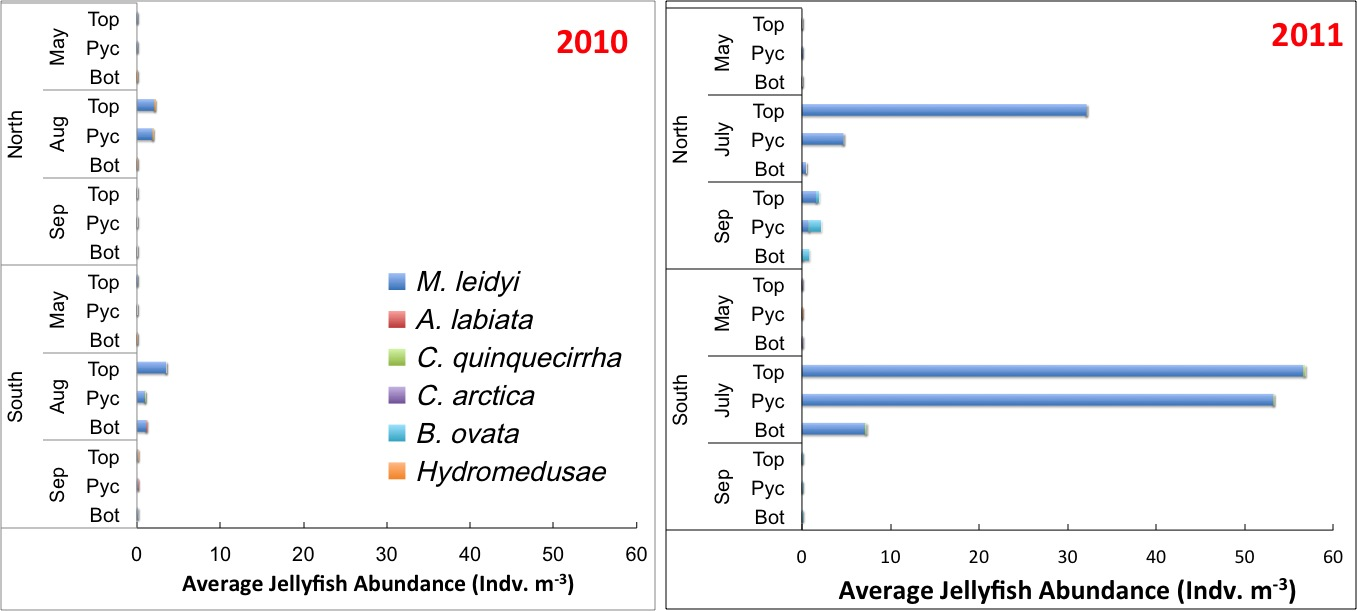 2010
North
May
Top
Pyc
Bot
Aug
Top
Pyc
Bot
Sep
Top
Pyc
Bot
South
May
Top
Pyc
Bot
Aug
Top
Pyc
Bot
Sep
Top
Pyc
Bot
M. leidyi
A. labiata
C. quinquecirrha
C. arctica
B. ovata
Hydromedusae
0 10 20 30 40 50 60
Average Jellyfish Abundance (Indv. m-3)
2011
North
May
Top
Pyc
Bot
July
Top
Pyc
Bot
Sep
Top
Pyc
Bot
South
May
Top
Pyc
Bot
July
Top
Pyc
Bot
Sep
Top
Pyc
Bot
0 10 20 30 40 50 60
Average Jellyfish Abundance (Indv. m-3)